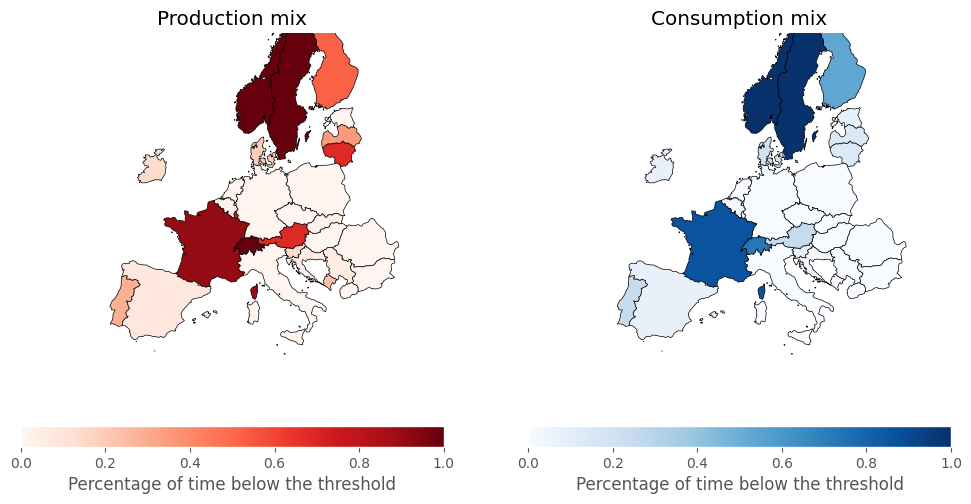 Production mix
Consumption mix
0.0 0.2 0.4 0.6 0.8 1.0
Percentage of time below the threshold
0.0 0.2 0.4 0.6 0.8 1.0
Percentage of time below the threshold